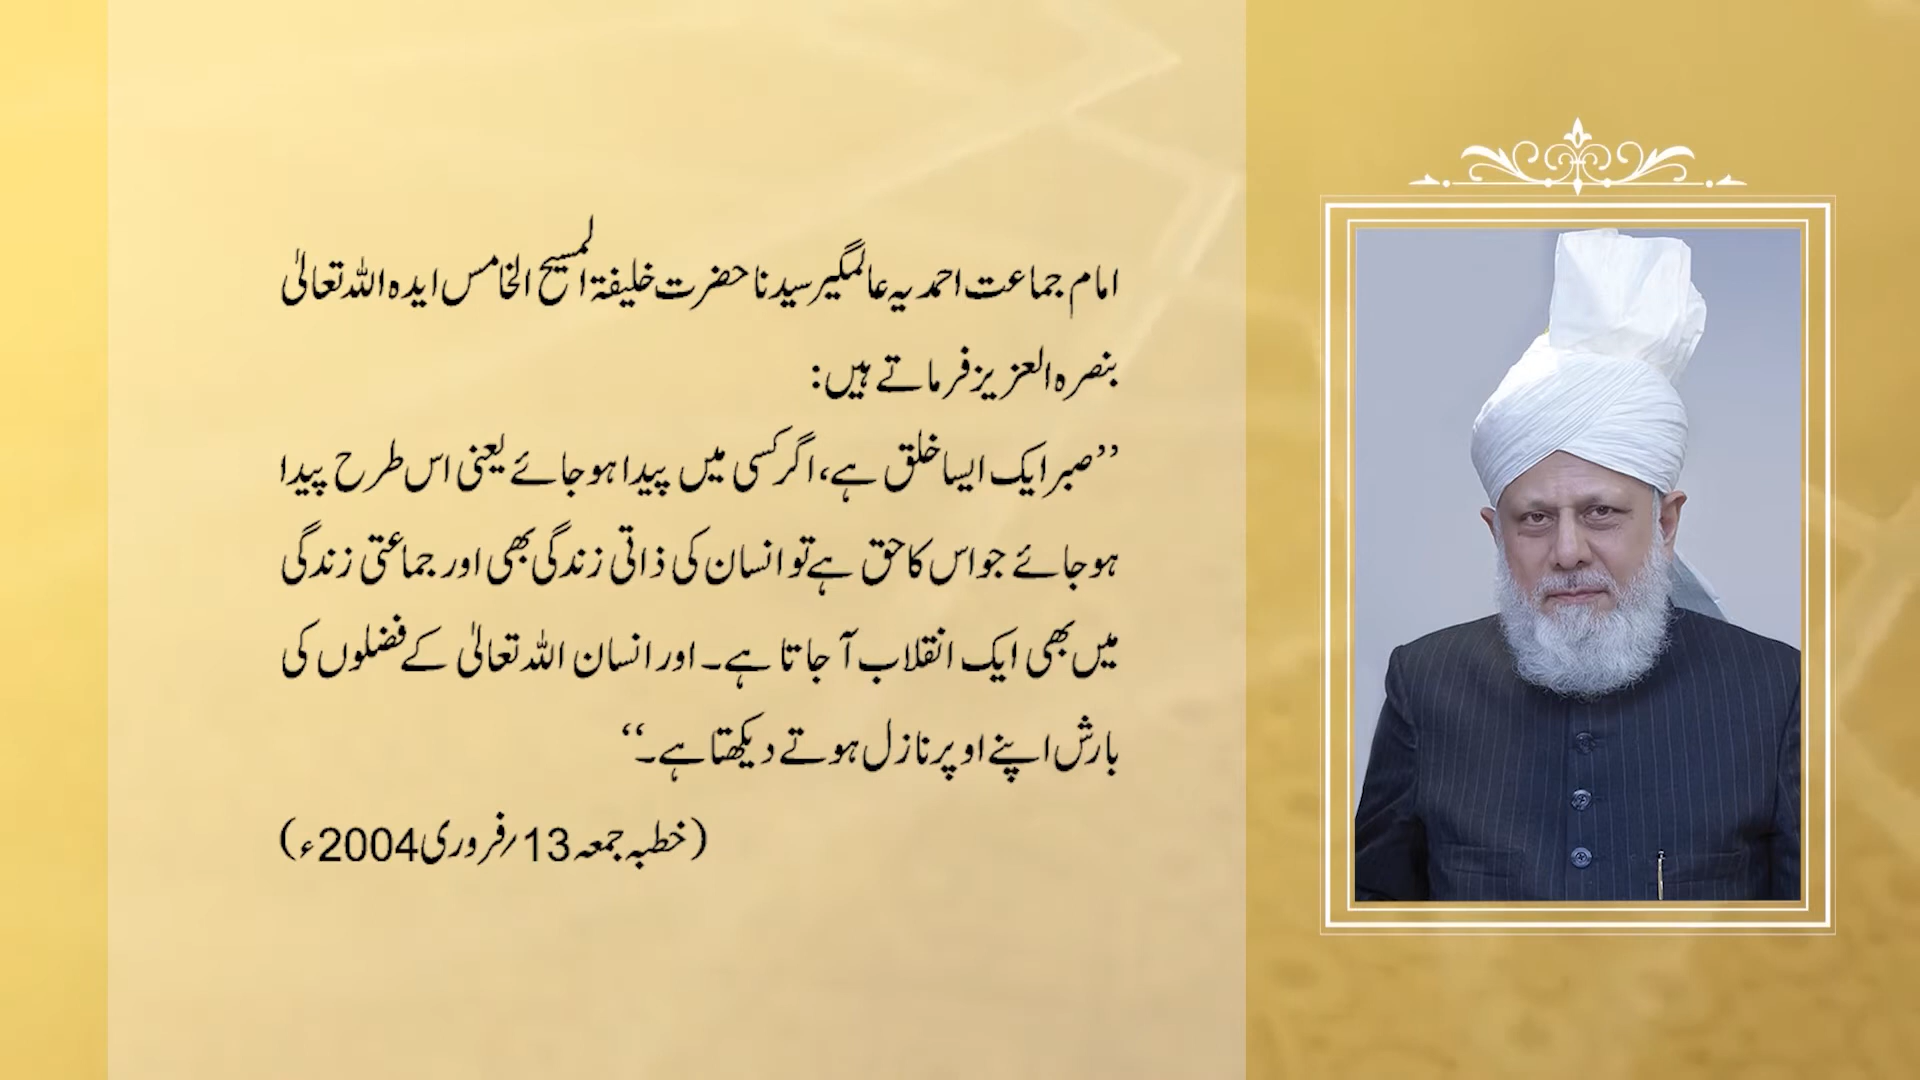 امام جماعت احمدیہ عالمگیر سیدنا حضرت خلیفۃ المسیح الخامس ایدہ اللہ تعالیٰ
بنصرہ العزیز فرماتے ہیں:
’’صبر ایک ایسا خلق ہے، اگر کسی میں پیدا ہو جائے یعنی اس طرح پیدا
ہو جائے جو اس کا حق ہے تو انسان کی ذاتی زندگی بھی اور جماعتی زندگی
میں بھی ایک انقلاب آ جاتا ہے۔ اور انسان اللہ تعالیٰ کے فضلوں کی
بارش اپنے اوپر نازل ہوتے دیکھتا ہے۔‘‘
(خطبہ جمعہ 13؍فروری 2004ء)